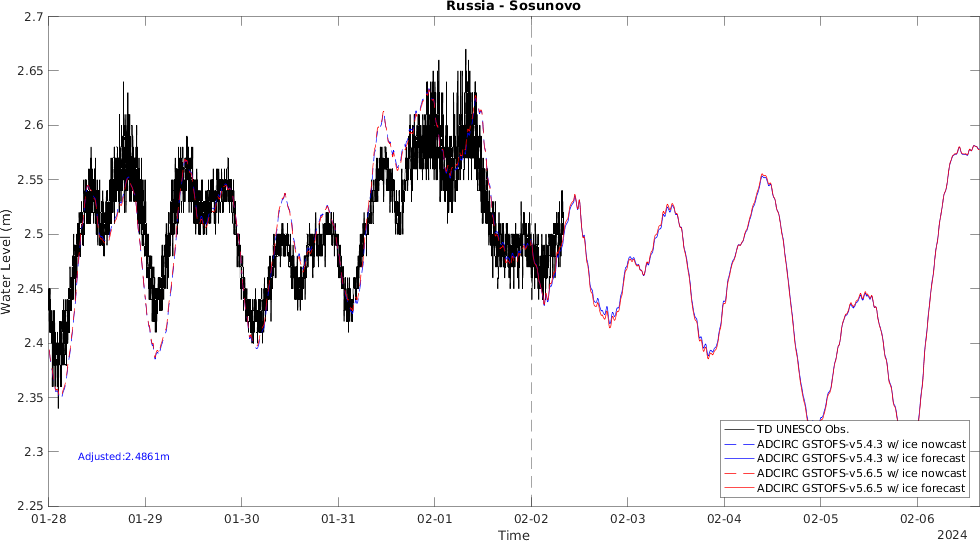 Russia - Sosunovo
2.7
2.65
2.6
2.55
2.5
2.45
2.4
2.35
2.3
2.25
Water Level (m)
Adjusted:2.4861m
TD UNESCO Obs.
ADCIRC GSTOFS-v5.4.3 w/ ice nowcast
ADCIRC GSTOFS-v5.4.3 w/ ice forecast
ADCIRC GSTOFS-v5.6.5 w/ ice nowcast
ADCIRC GSTOFS-v5.6.5 w/ ice forecast
01-28 01-29 01-30 01-31 02-01 02-02 02-03 02-04 02-05 02-06
Time
2024